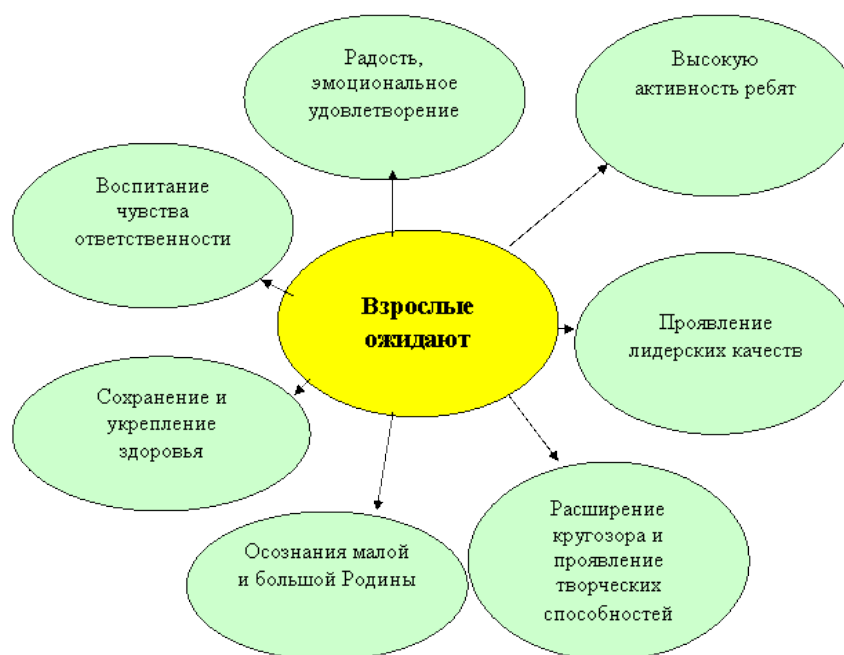 Радость,
эмоциональное
удовлетворение
Высокую
активность ребят
Воспитание
чувства
ответственности
Взрослые
ожидают
Проявление
лидерских качеств
Сохранение и
укрепление
здоровья
Осознания малой
и большой Родины
Расширение
кругозора и
проявление
творческих
способностей